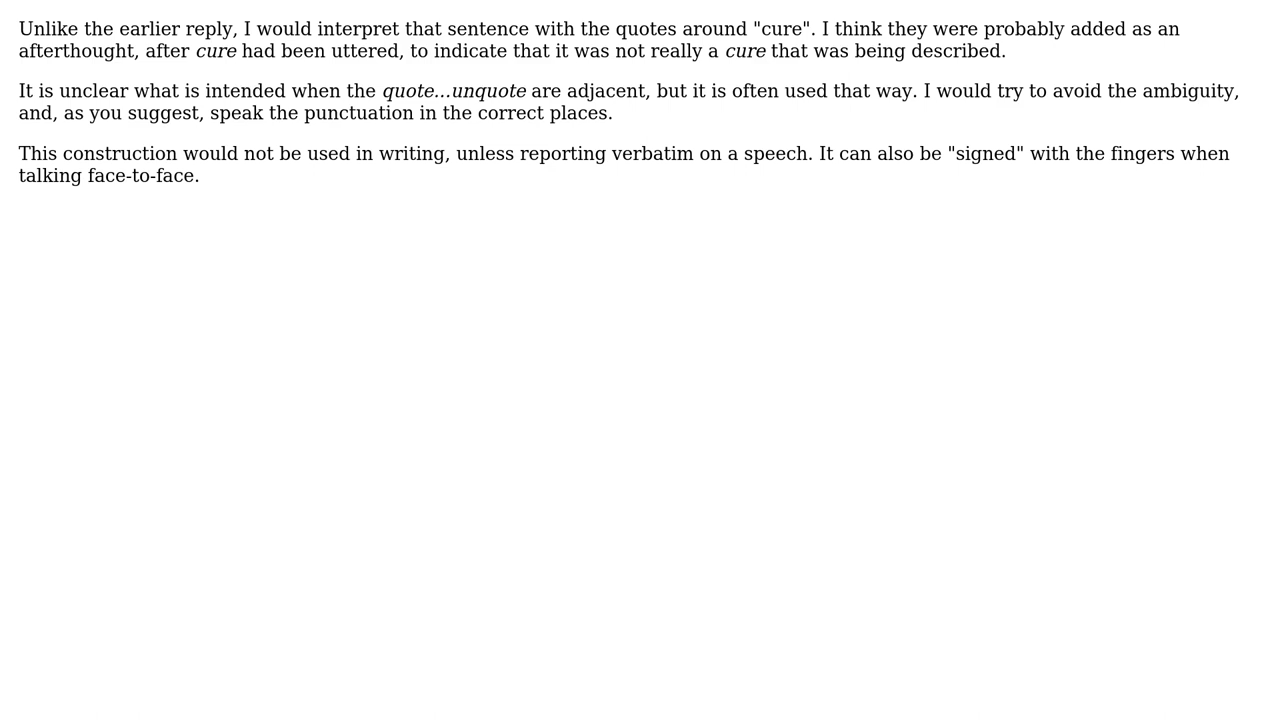 Unlike the earlier reply, I would interpret that sentence with the quotes around "cure". I think they were probably added as an
afterthought, after cure had been uttered, to indicate that it was not really a cure that was being described.
It is unclear what is intended when the quote...unquote are adjacent, but it is often used that way. I would try to avoid the ambiguity,
and, as you suggest, speak the punctuation in the correct places.
This construction would not be used in writing, unless reporting verbatim on a speech. It can also be "signed" with the fingers when
talking face-to-face.